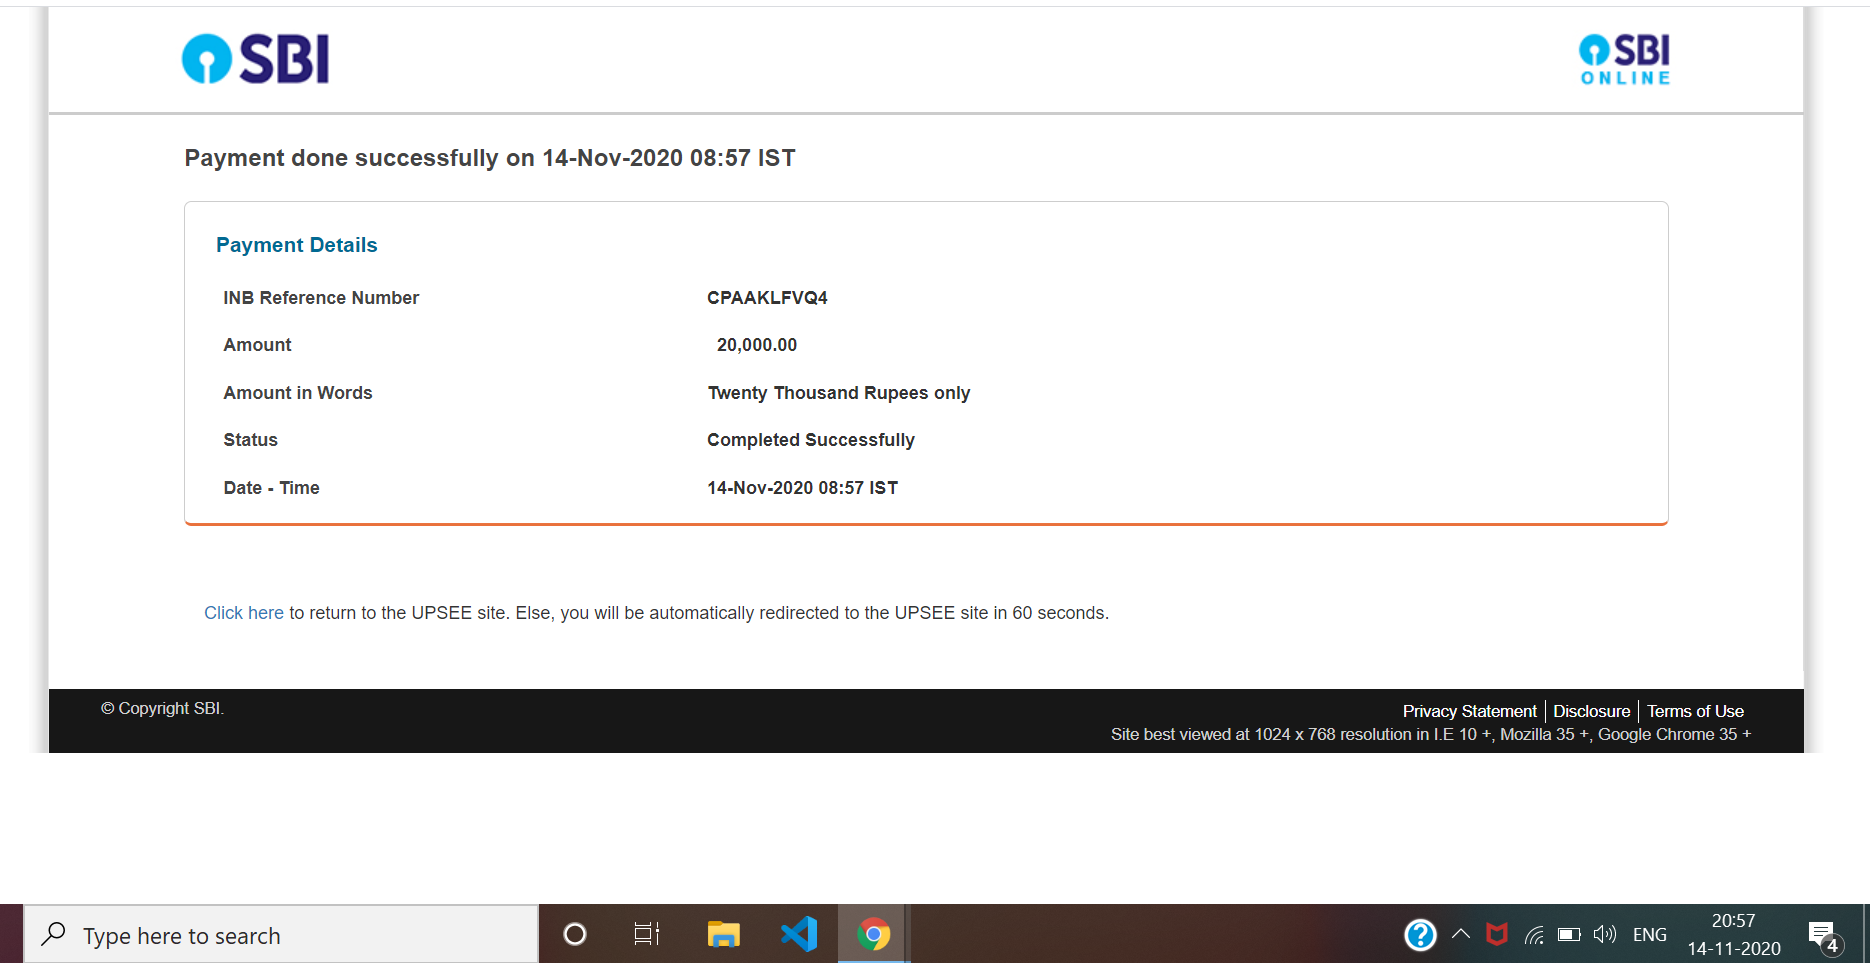 SBI
SBI
ONLINE
Payment done successfully on 14-Nov-2020 08:57 IST
Payment Details
INB Reference Number CPAAKLFVQ4
Amount 20,000.00
Amount in Words Twenty Thousand Rupees only
Status Completed Successfully
Date - Time 14-Nov-2020 08:57 IST
Click here to return to the UPSEE site. Else, you will be automatically redirected to the UPSEE site in 60 seconds.
© Copyright SBI.
Privacy Statement Disclosure Terms of Use
Site best viewed at 1024 x 768 resolution in I.E 10 +, Mozilla 35 +, Google Chrome 35 +
Type here to search
ENG
20:57
14-11-2020
4